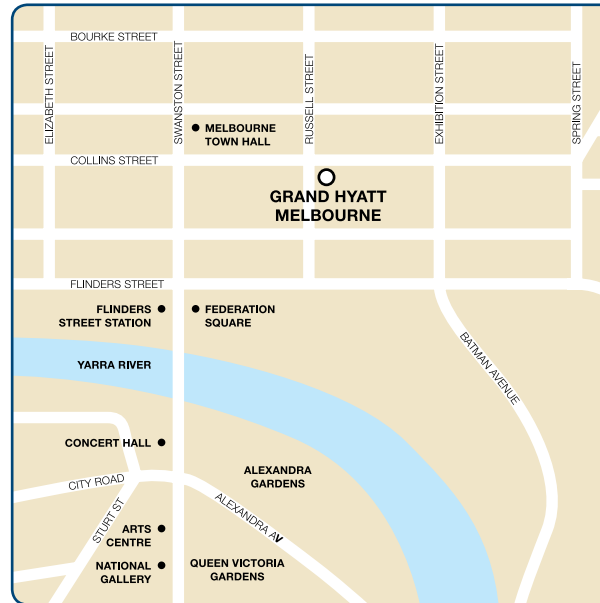 BOURKE STREET
ELIZABETH STREET
SWANSTON STREET
RUSSELL STREET
EXHIBITION STREET
SPRING STREET
MELBOURNE
TOWN HALL
COLLINS STREET
GRAND HYATT
MELBOURNE
FLINDERS STREET
FLINDERS
STREET STATION
FEDERATION
SQUARE
YARRA RIVER
BATMAN AVENUE
CONCERT HALL
ALEXANDRA
GARDENS
CITY ROAD
STURT ST
ALEXANDRA AV
ARTS
CENTRE
NATIONAL
GALLERY
QUEEN VICTORIA
GARDENS